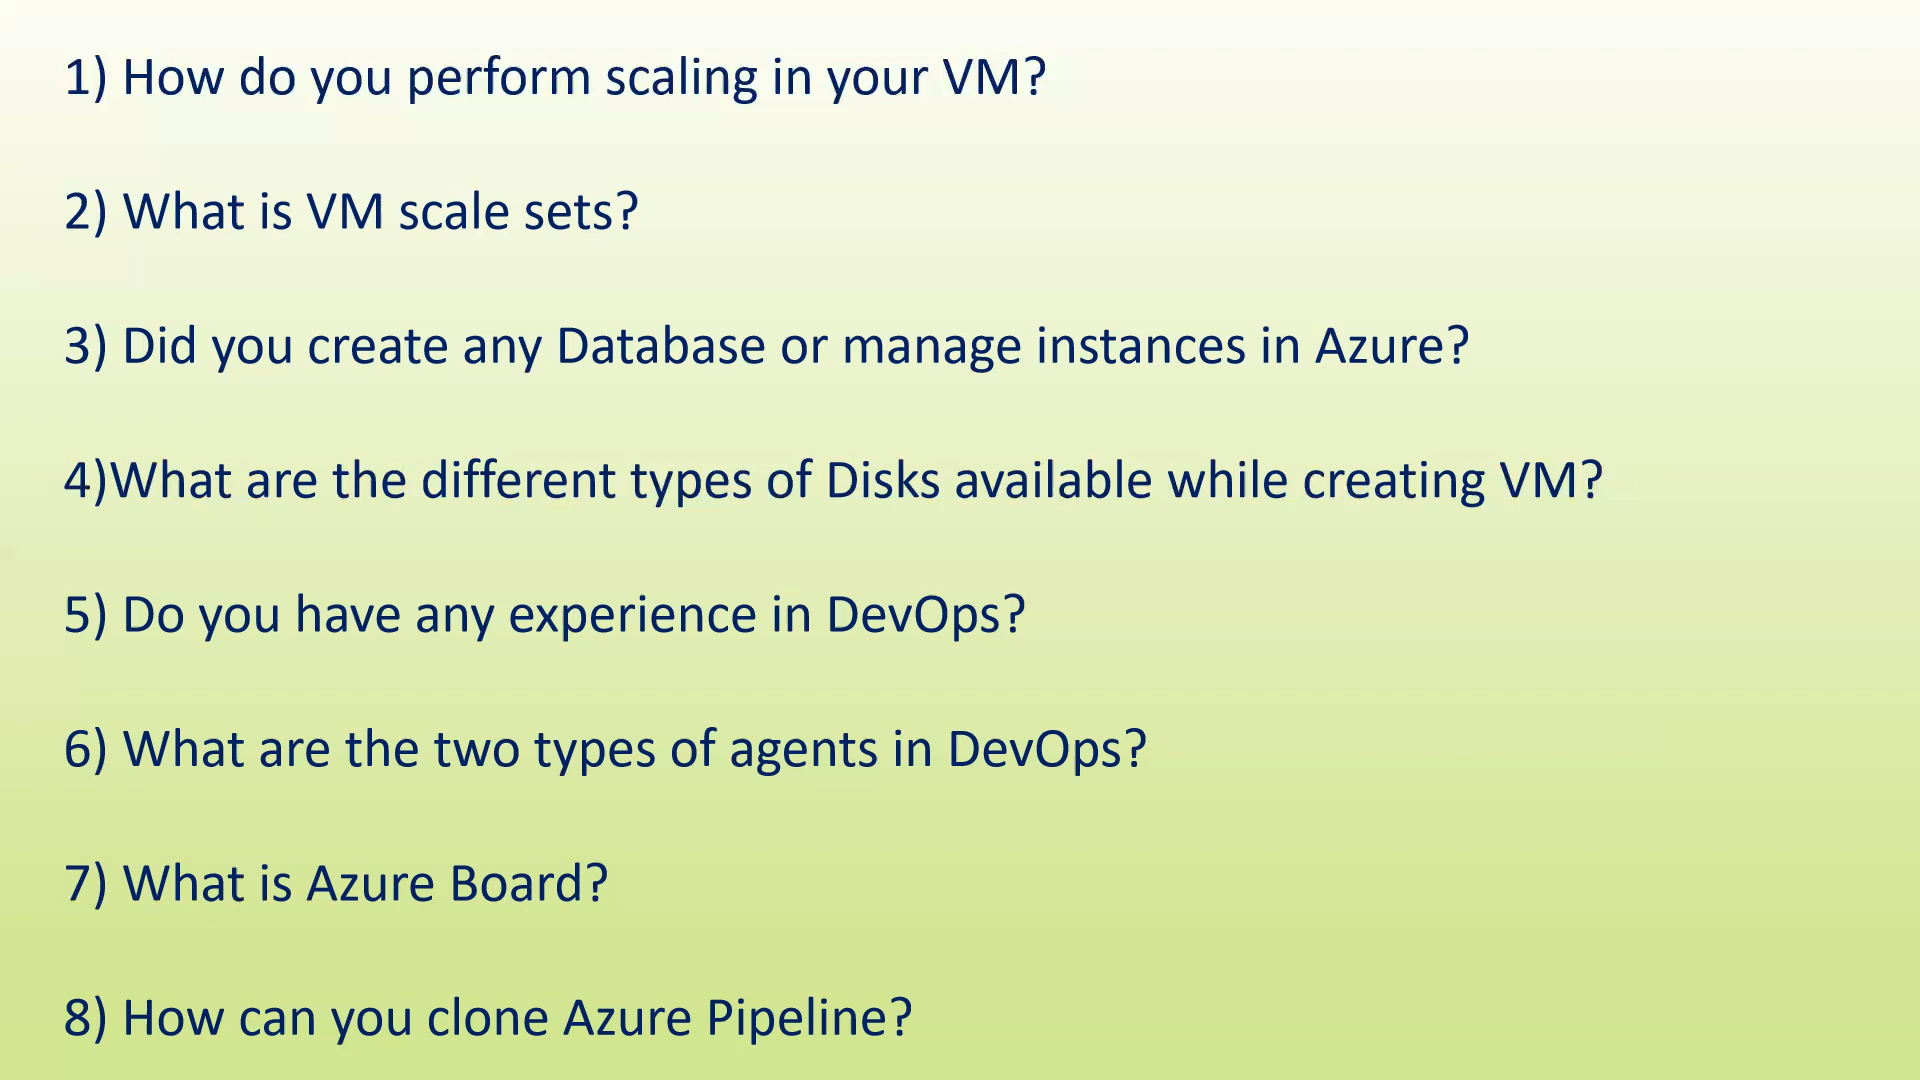 1) How do you perform scaling in your VM?
2) What is VM scale sets?
3) Did you create any Database or manage instances in Azure?
4)What are the different types of Disks available while creating VM?
5) Do you have any experience in DevOps?
6) What are the two types of agents in DevOps?
7) What is Azure Board?
8) How can you clone Azure Pipeline?